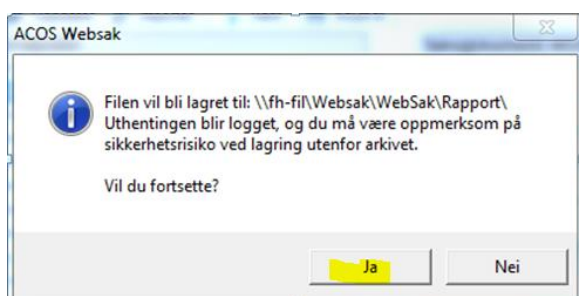 ACOS Websak
Filen vil bli lagret til: \\fh-fil\Websak\WebSak\Rapport\
Uthentingen blir logget, og du må være oppmerksom på
sikkerhetsrisiko ved lagring utenfor arkivet.
Vil du fortsette?
Ja
Nei